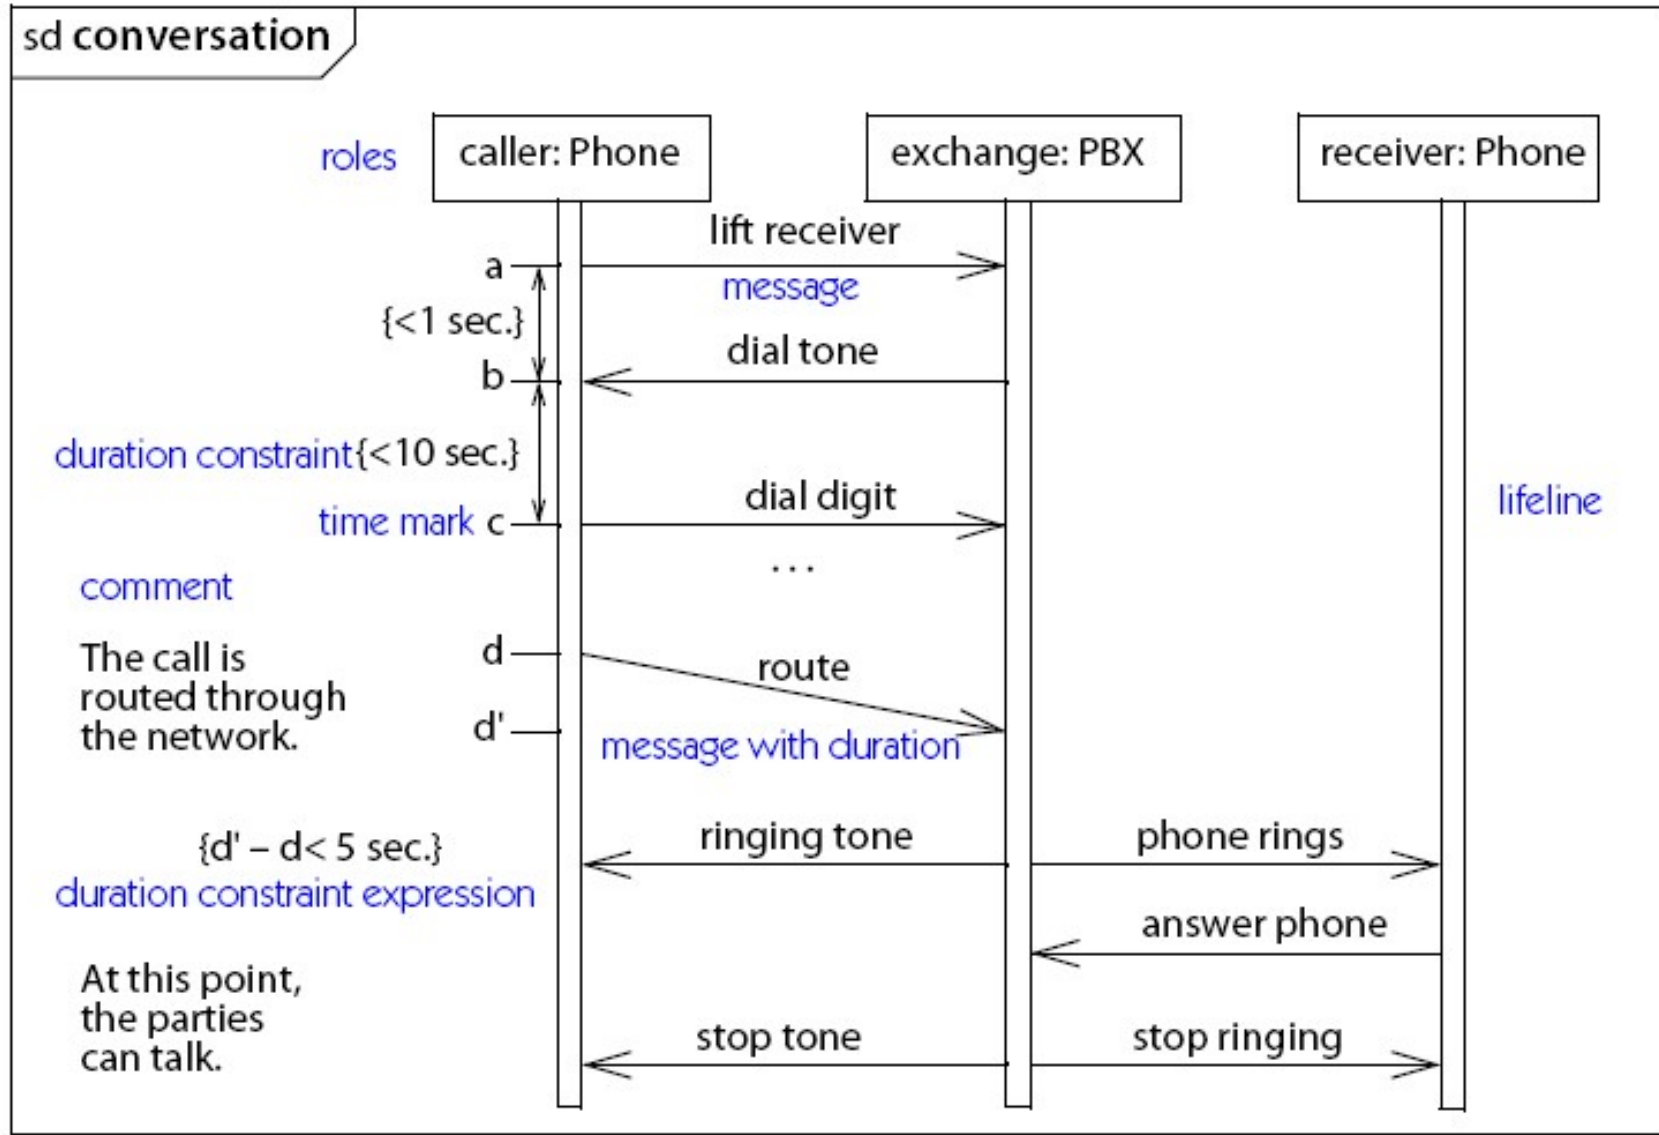 sd conversation
roles
caller: Phone
exchange: PBX
receiver: Phone
lift receiver
a
message
{<1 sec.}
dial tone
b
duration constraint {<10 sec.}
dial digit
lifeline
time mark c
...
comment
The call is
routed through
the network.
d
route
d'
message with duration
ringing tone
phone rings
{d' – d< 5 sec.}
duration constraint expression
answer phone
At this point,
the parties
can talk.
stop tone
stop ringing